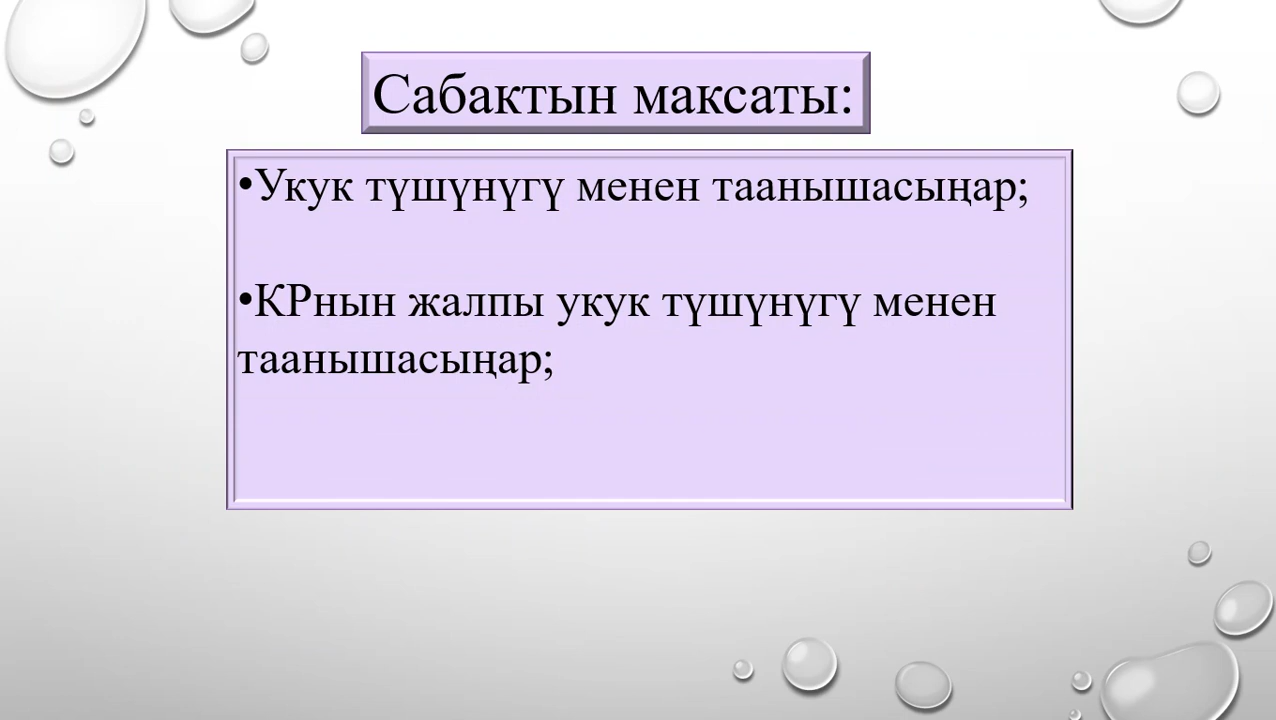 Сабактын максаты:
•Укук түшүнүгү менен таанышасыңар;
•КРнын жалпы укук түшүнүгү менен
таанышасыңар;